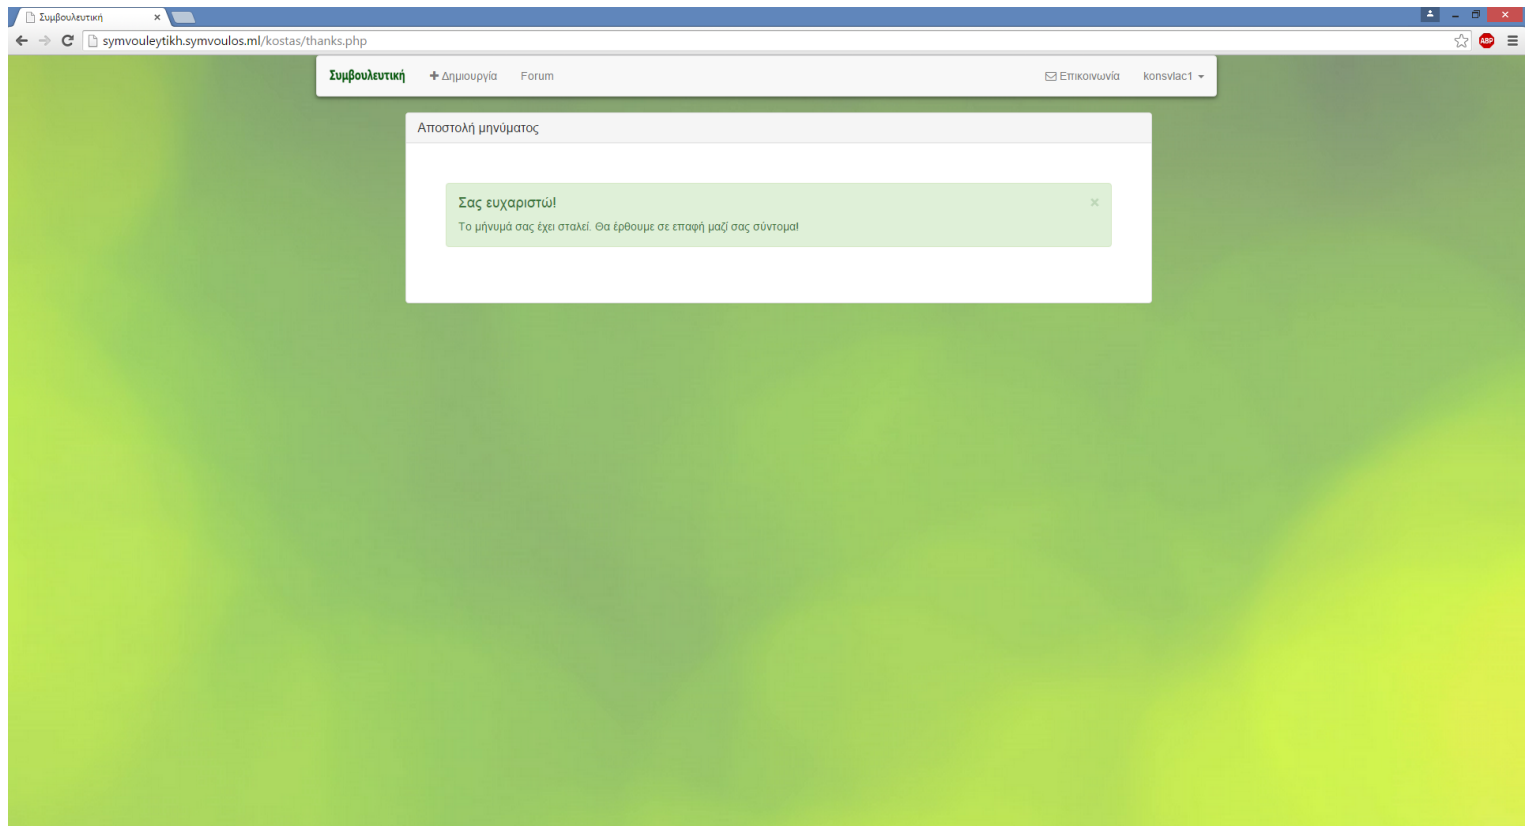 Συμβουλευτική
symvouleytikh.symvoulos.ml/kostas/thanks.php
ABP
Συμβουλευτική Δημιουργία Forum Επικοινωνία konsvlac1
Αποστολή μηνύματος
Σας ευχαριστώ!
Το μήνυμά σας έχει σταλεί. Θα έρθουμε σε επαφή μαζί σας σύντομα!